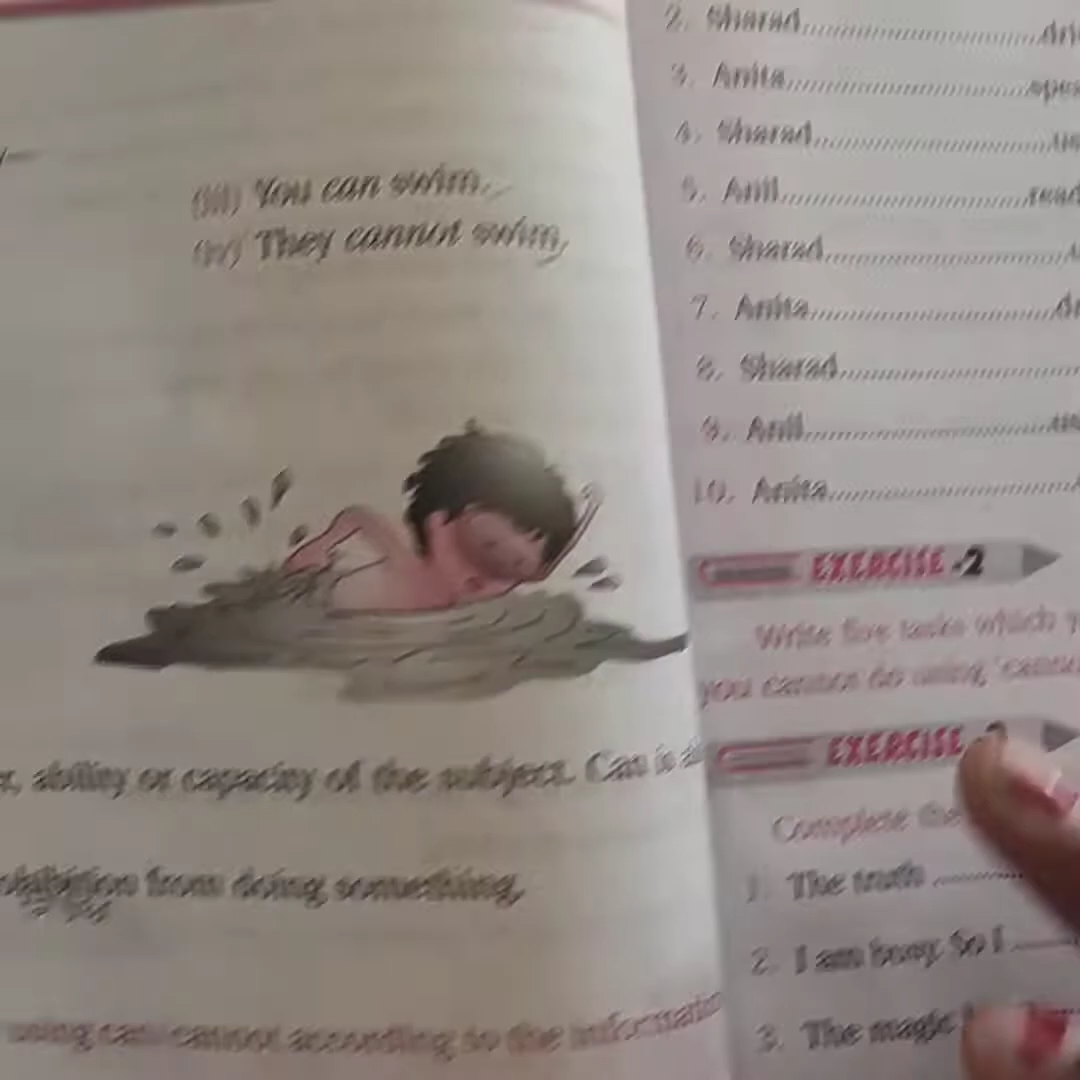 (iii) You can swim.
(iv) They cannot swim.
ability or capacity of the subject. Can is
from doing something.
using can/cannot according to the
2. Sharad
3. Anita
4. Sharad
5. Anil
6. Sharad
7. Anita
8. Sharad
9. Anil
10. Anita
EXERCISE -2
Write five tasks which
you cannot do using
EXERCISE
Complete the
1. The truth
2. I am busy. So I
3. The magic